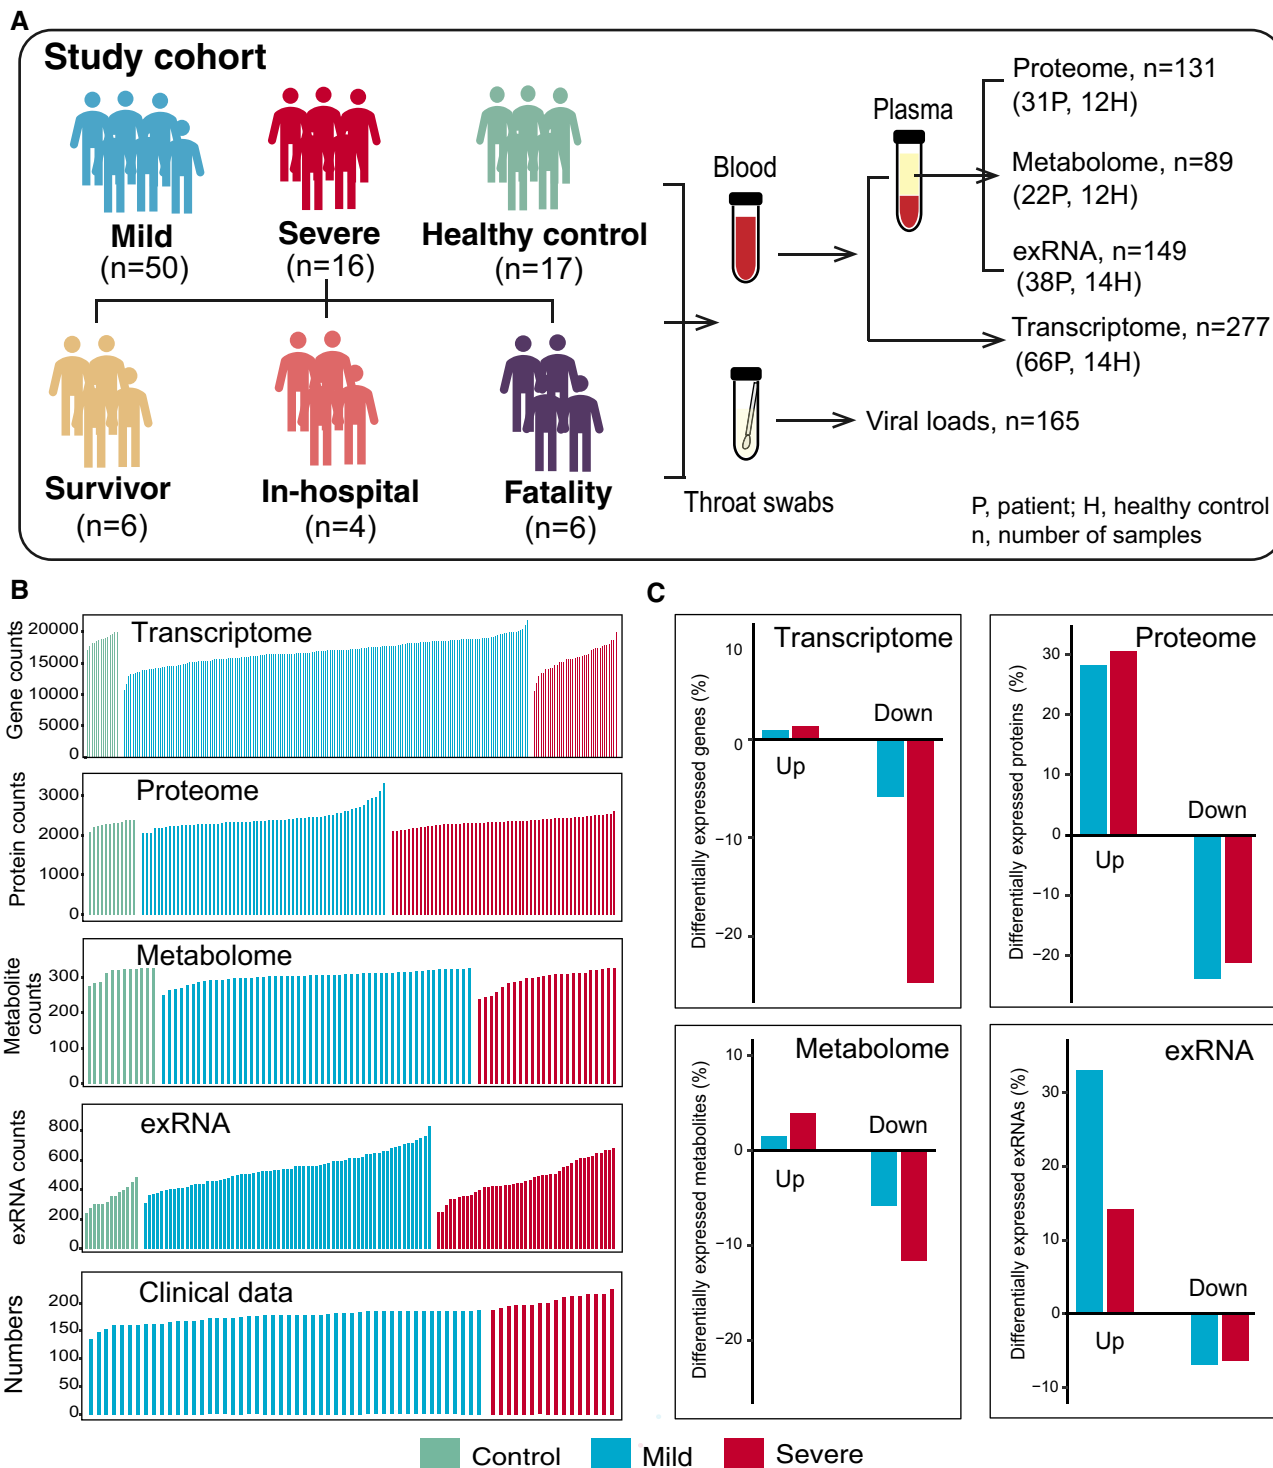 A
Study cohort
Mild
(n=50)
Severe
(n=16)
Healthy control
(n=17)
Survivor
(n=6)
In-hospital
(n=4)
Fatality
(n=6)
Blood
Throat swabs
Plasma
Proteome, n=131
(31P, 12H)
Metabolome, n=89
(22P, 12H)
exRNA, n=149
(38P, 14H)
Transcriptome, n=277
(66P, 14H)
Viral loads, n=165
P, patient; H, healthy control
n, number of samples
B
Transcriptome
Gene counts
20000
15000
10000
5000
0
Proteome
Protein counts
3000
2000
1000
0
Metabolome
Metabolite
counts
300
200
100
0
exRNA
exRNA counts
800
600
400
200
0
Clinical data
Numbers
200
150
100
50
0
C
Transcriptome
Differentially expressed genes (%)
10
0
−10
−20
Up
Down
Proteome
Differentially expressed proteins (%)
30
20
10
0
−10
−20
Up
Down
Metabolome
Differentially expressed metabolites (%)
10
0
−10
−20
Up
Down
exRNA
Differentially expressed exRNAs (%)
30
20
10
0
−10
Up
Down
Control
Mild
Severe